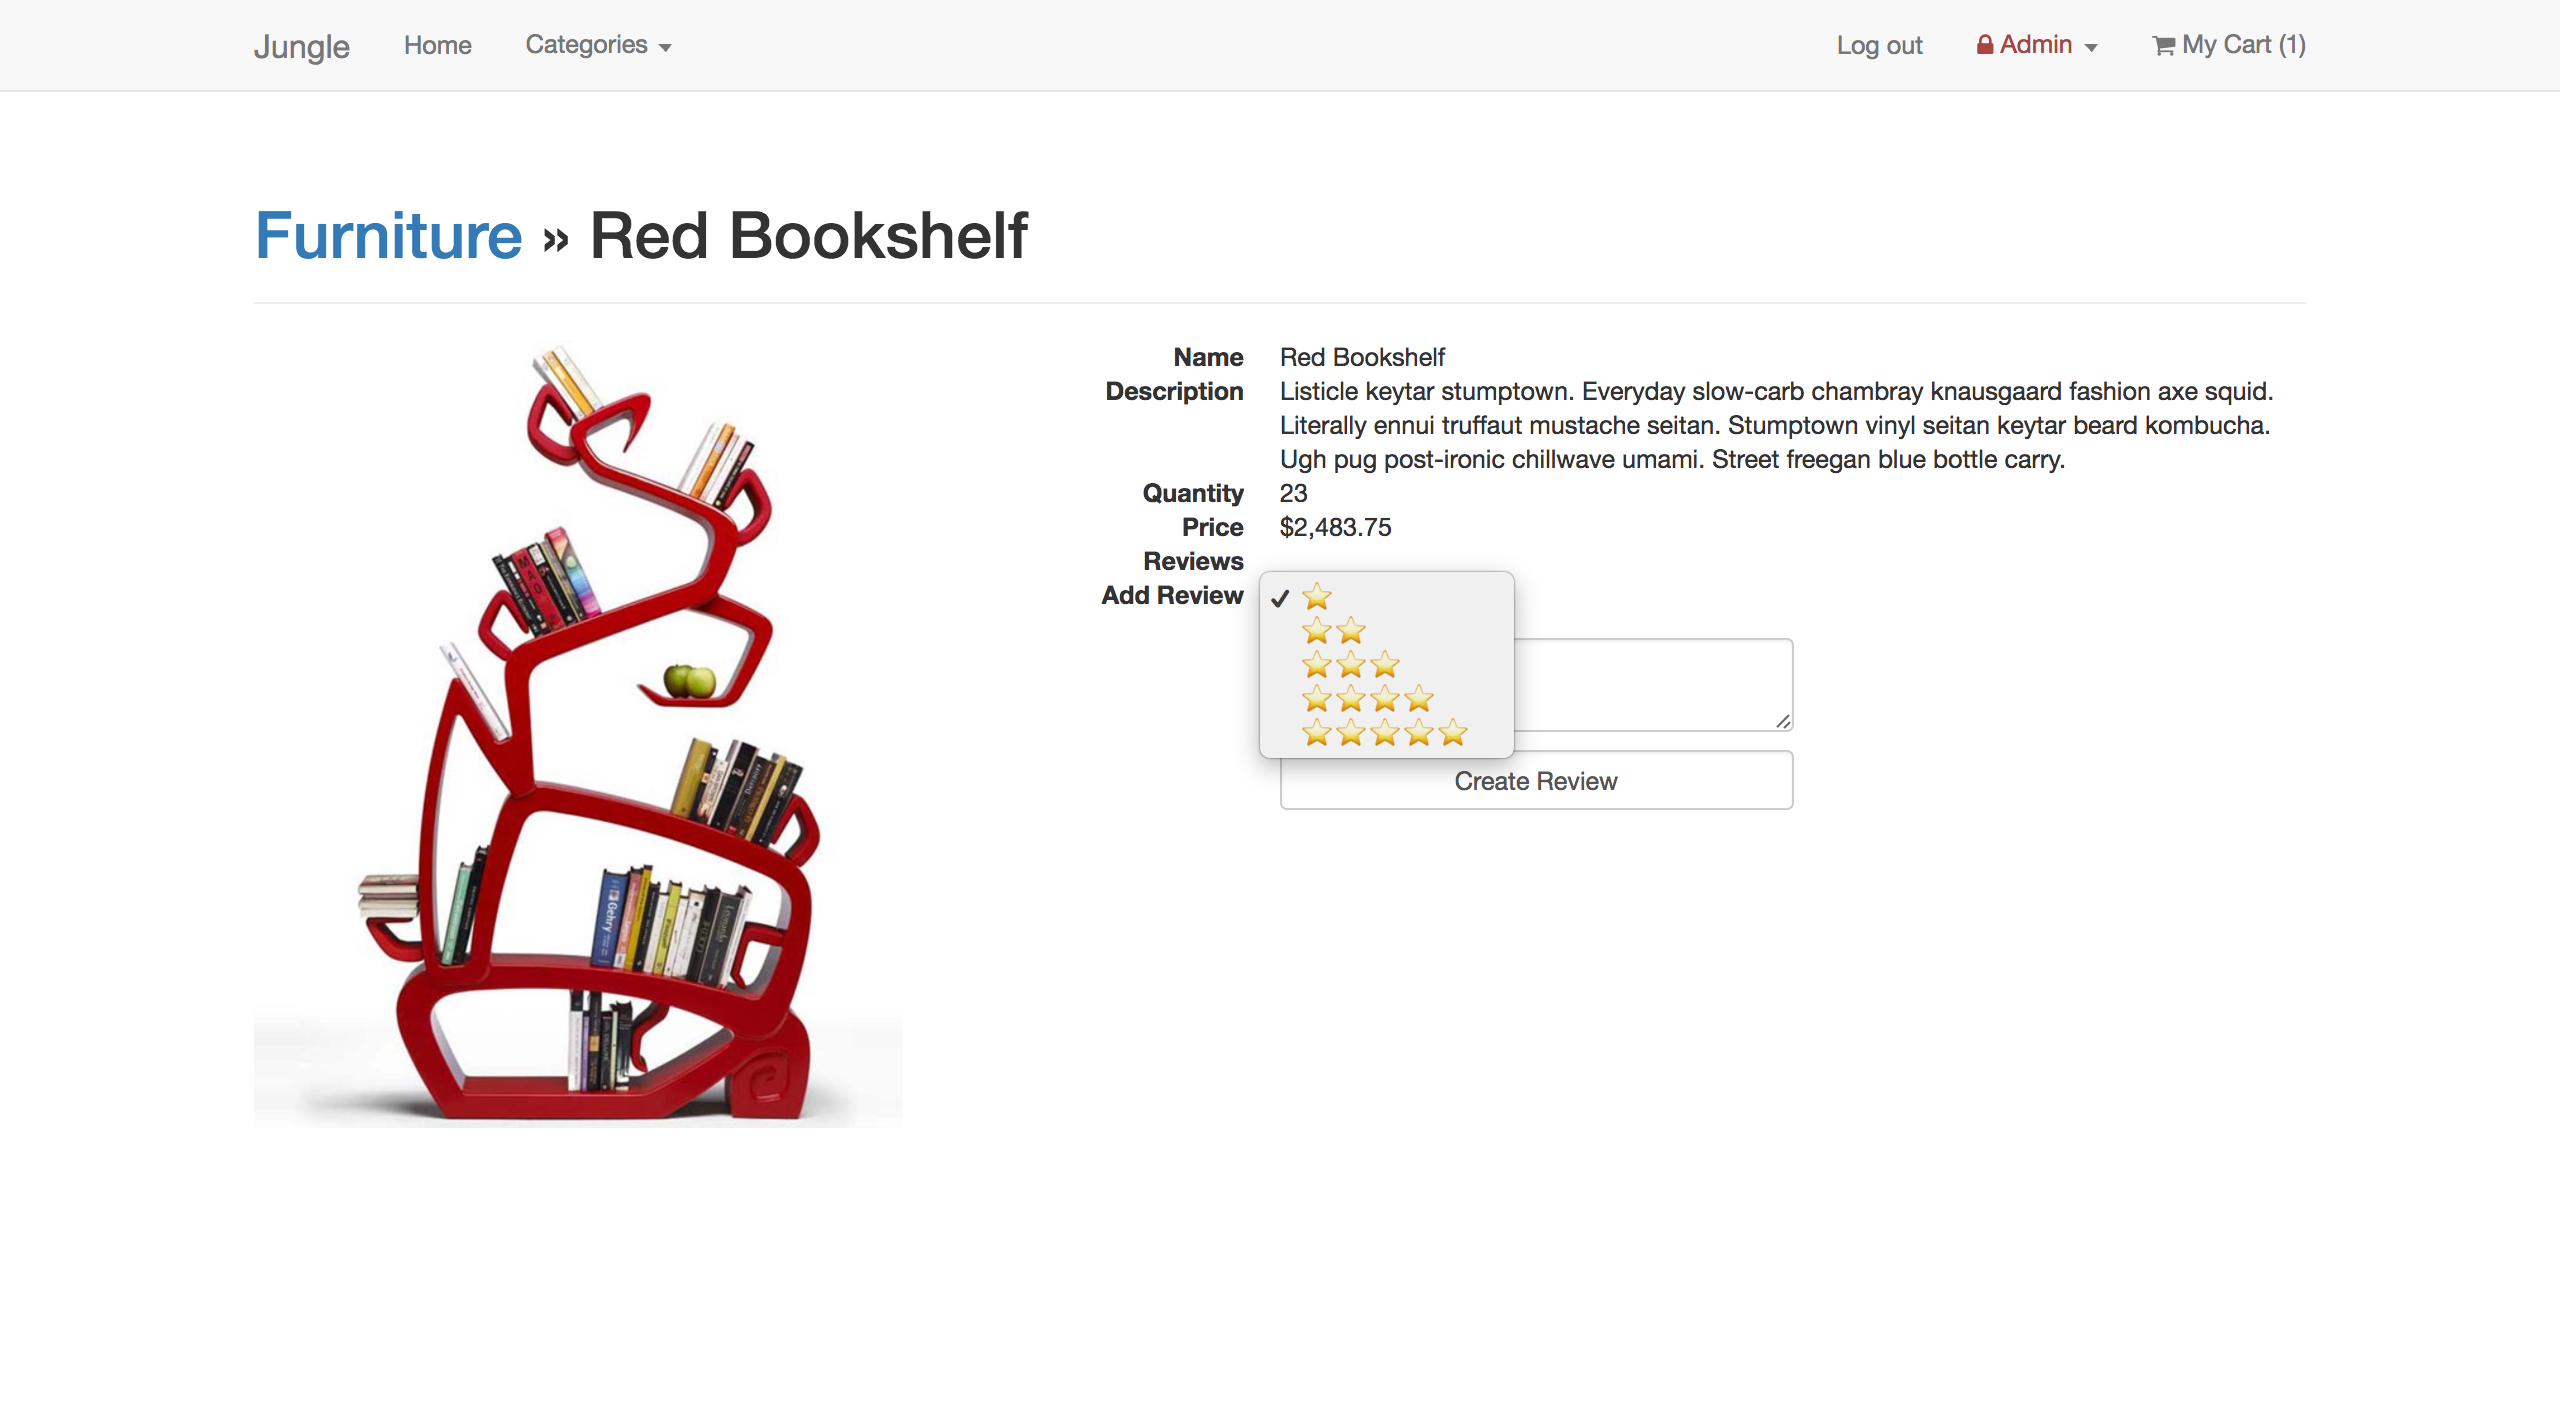 Jungle Home Categories Log out Admin My Cart (1)
Furniture » Red Bookshelf
Name Red Bookshelf
Description Listicle keytar stumptown. Everyday slow-carb chambray knausgaard fashion axe squid.
Literally ennui truffaut mustache seitan. Stumptown vinyl seitan keytar beard kombucha.
Ugh pug post-ironic chillwave umami. Street freegan blue bottle carry.
Quantity 23
Price $2,483.75
Reviews
Add Review
Create Review
MAD
Gehry